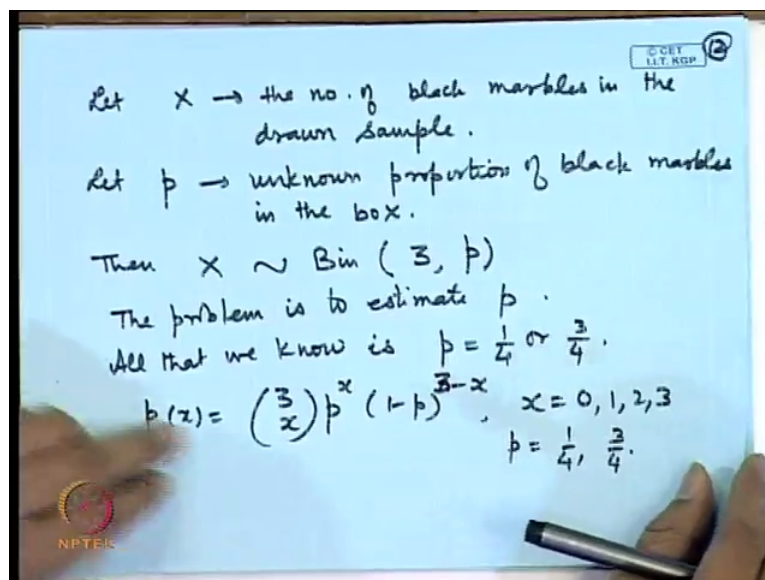 © CET
I.I.T. KGP
12
Let X → the no. of black marbles in the
drawn sample.
Let p → unknown proportion of black marbles
in the box.
Then X ~ Bin ( 3, p)
The problem is to estimate p.
All that we know is p = 1/4 or 3/4.
p(x) = (3 x) p^x (1-p)^{3-x}, x = 0, 1, 2, 3
p = 1/4, 3/4.
NPTEL